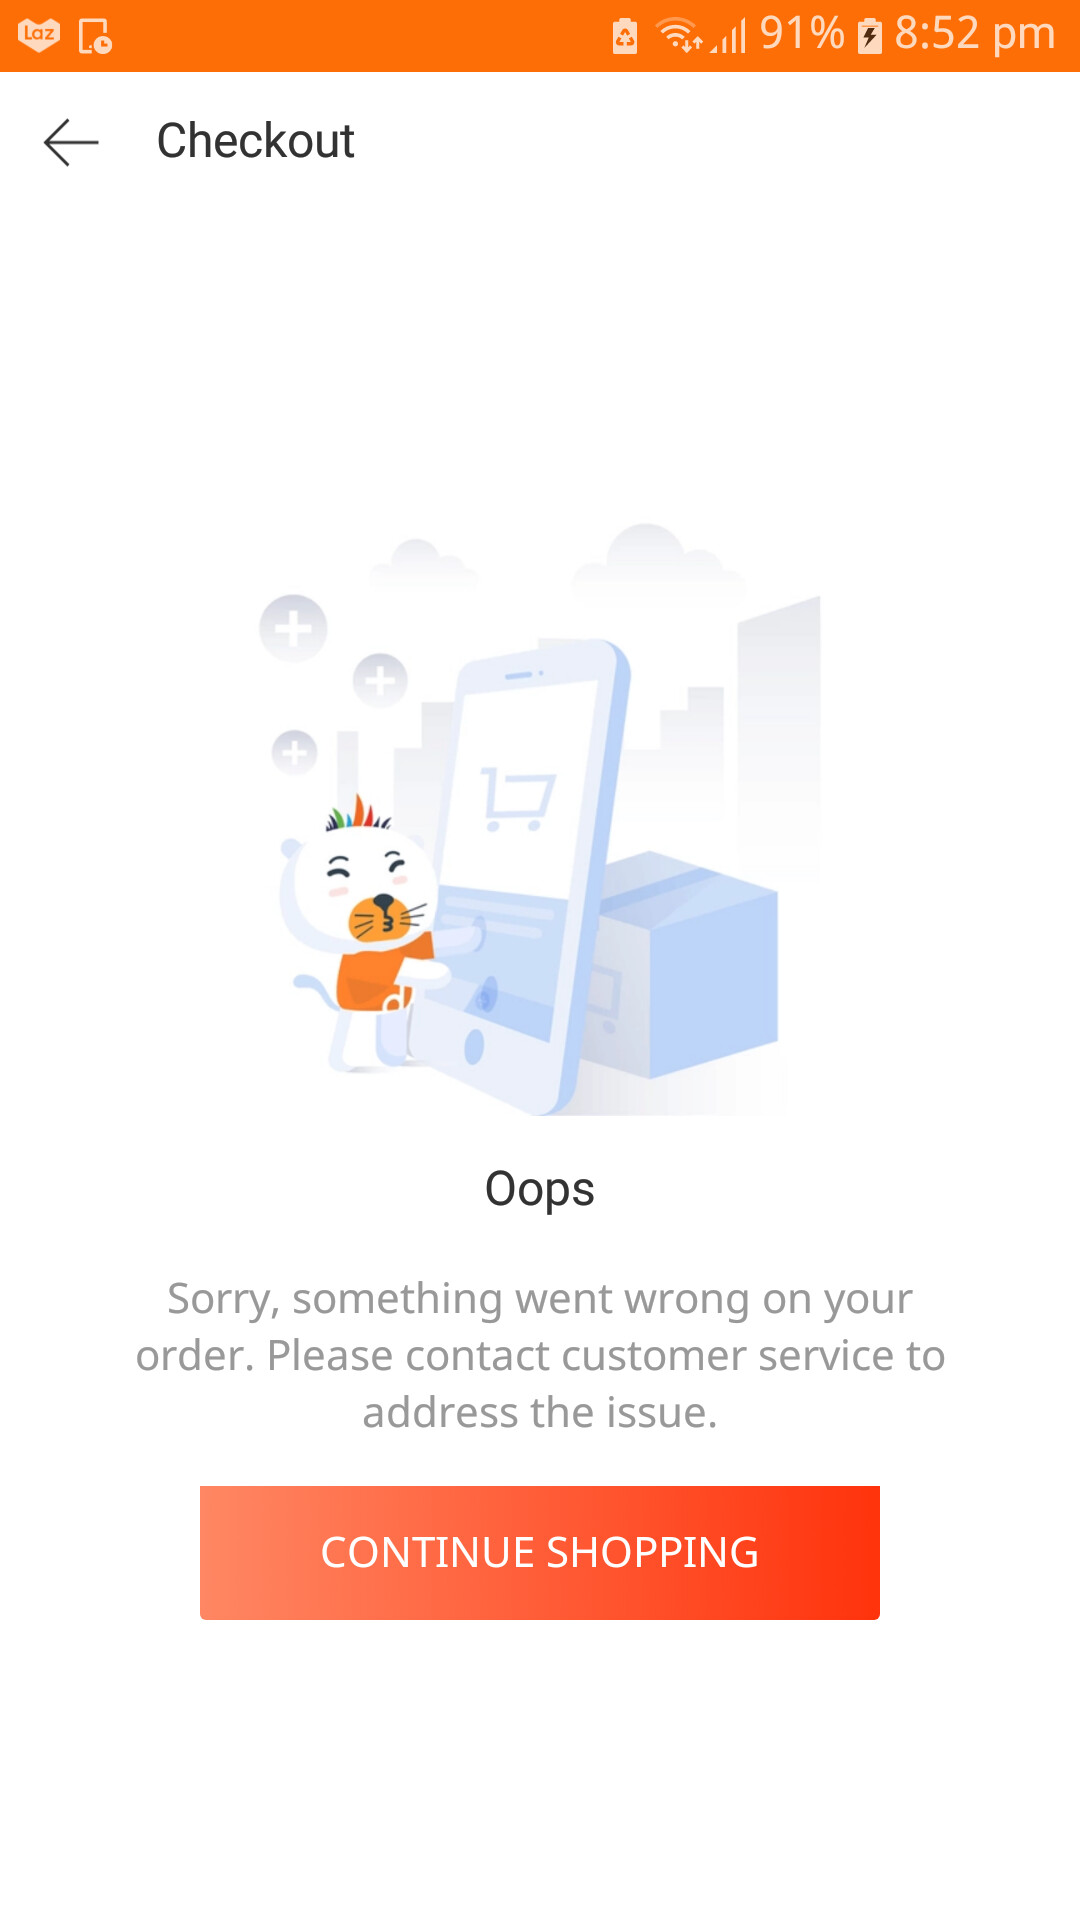 Laz 91% 8:52 pm
Checkout
Oops
Sorry, something went wrong on your
order. Please contact customer service to
address the issue.
CONTINUE SHOPPING